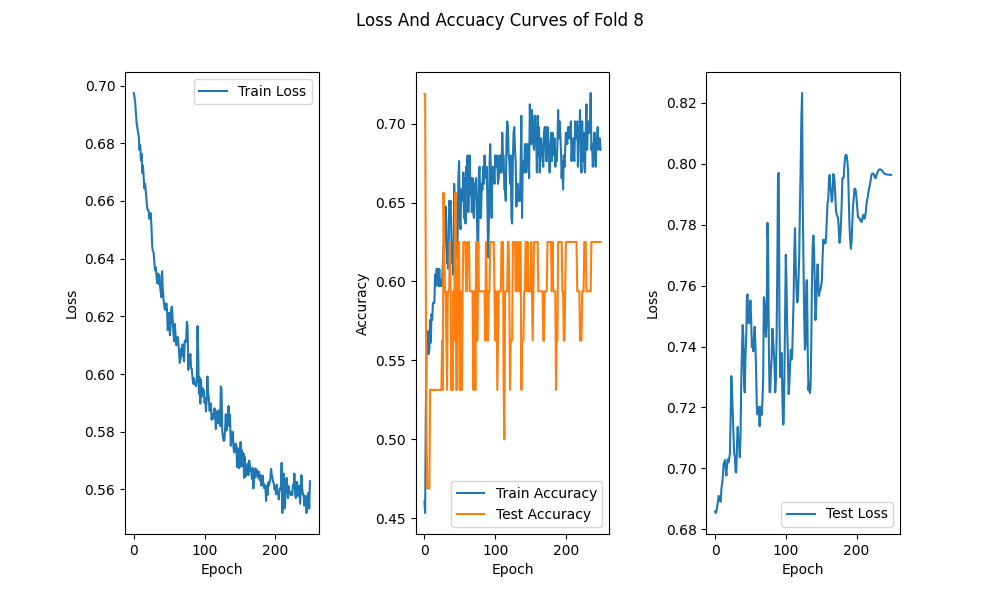 Loss And Accuacy Curves of Fold 8
0.70
0.68
0.66
0.64
0.62
0.60
0.58
0.56
Loss
Train Loss
0 100 200
Epoch
0.70
0.65
0.60
0.55
0.50
0.45
Accuracy
Train Accuracy
Test Accuracy
0 100 200
Epoch
0.82
0.80
0.78
0.76
0.74
0.72
0.70
0.68
Loss
Test Loss
0 100 200
Epoch